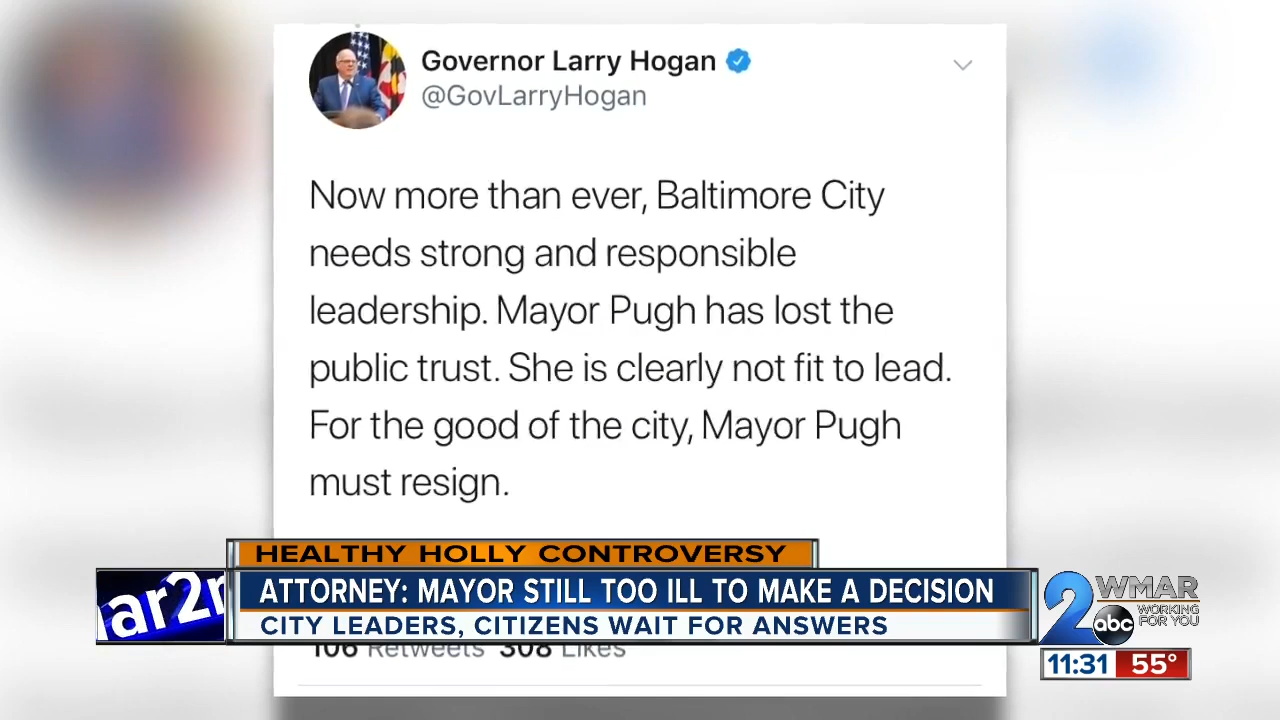 Governor Larry Hogan
@GovLarryHogan
Now more than ever, Baltimore City
needs strong and responsible
leadership. Mayor Pugh has lost the
public trust. She is clearly not fit to lead.
For the good of the city, Mayor Pugh
must resign.
HEALTHY HOLLY CONTROVERSY
ar2r
ATTORNEY: MAYOR STILL TOO ILL TO MAKE A DECISION
CITY LEADERS, CITIZENS WAIT FOR ANSWERS
106 Retweets 308 Likes
2 WMAR
abc
WORKING
FOR YOU
11:31 55°